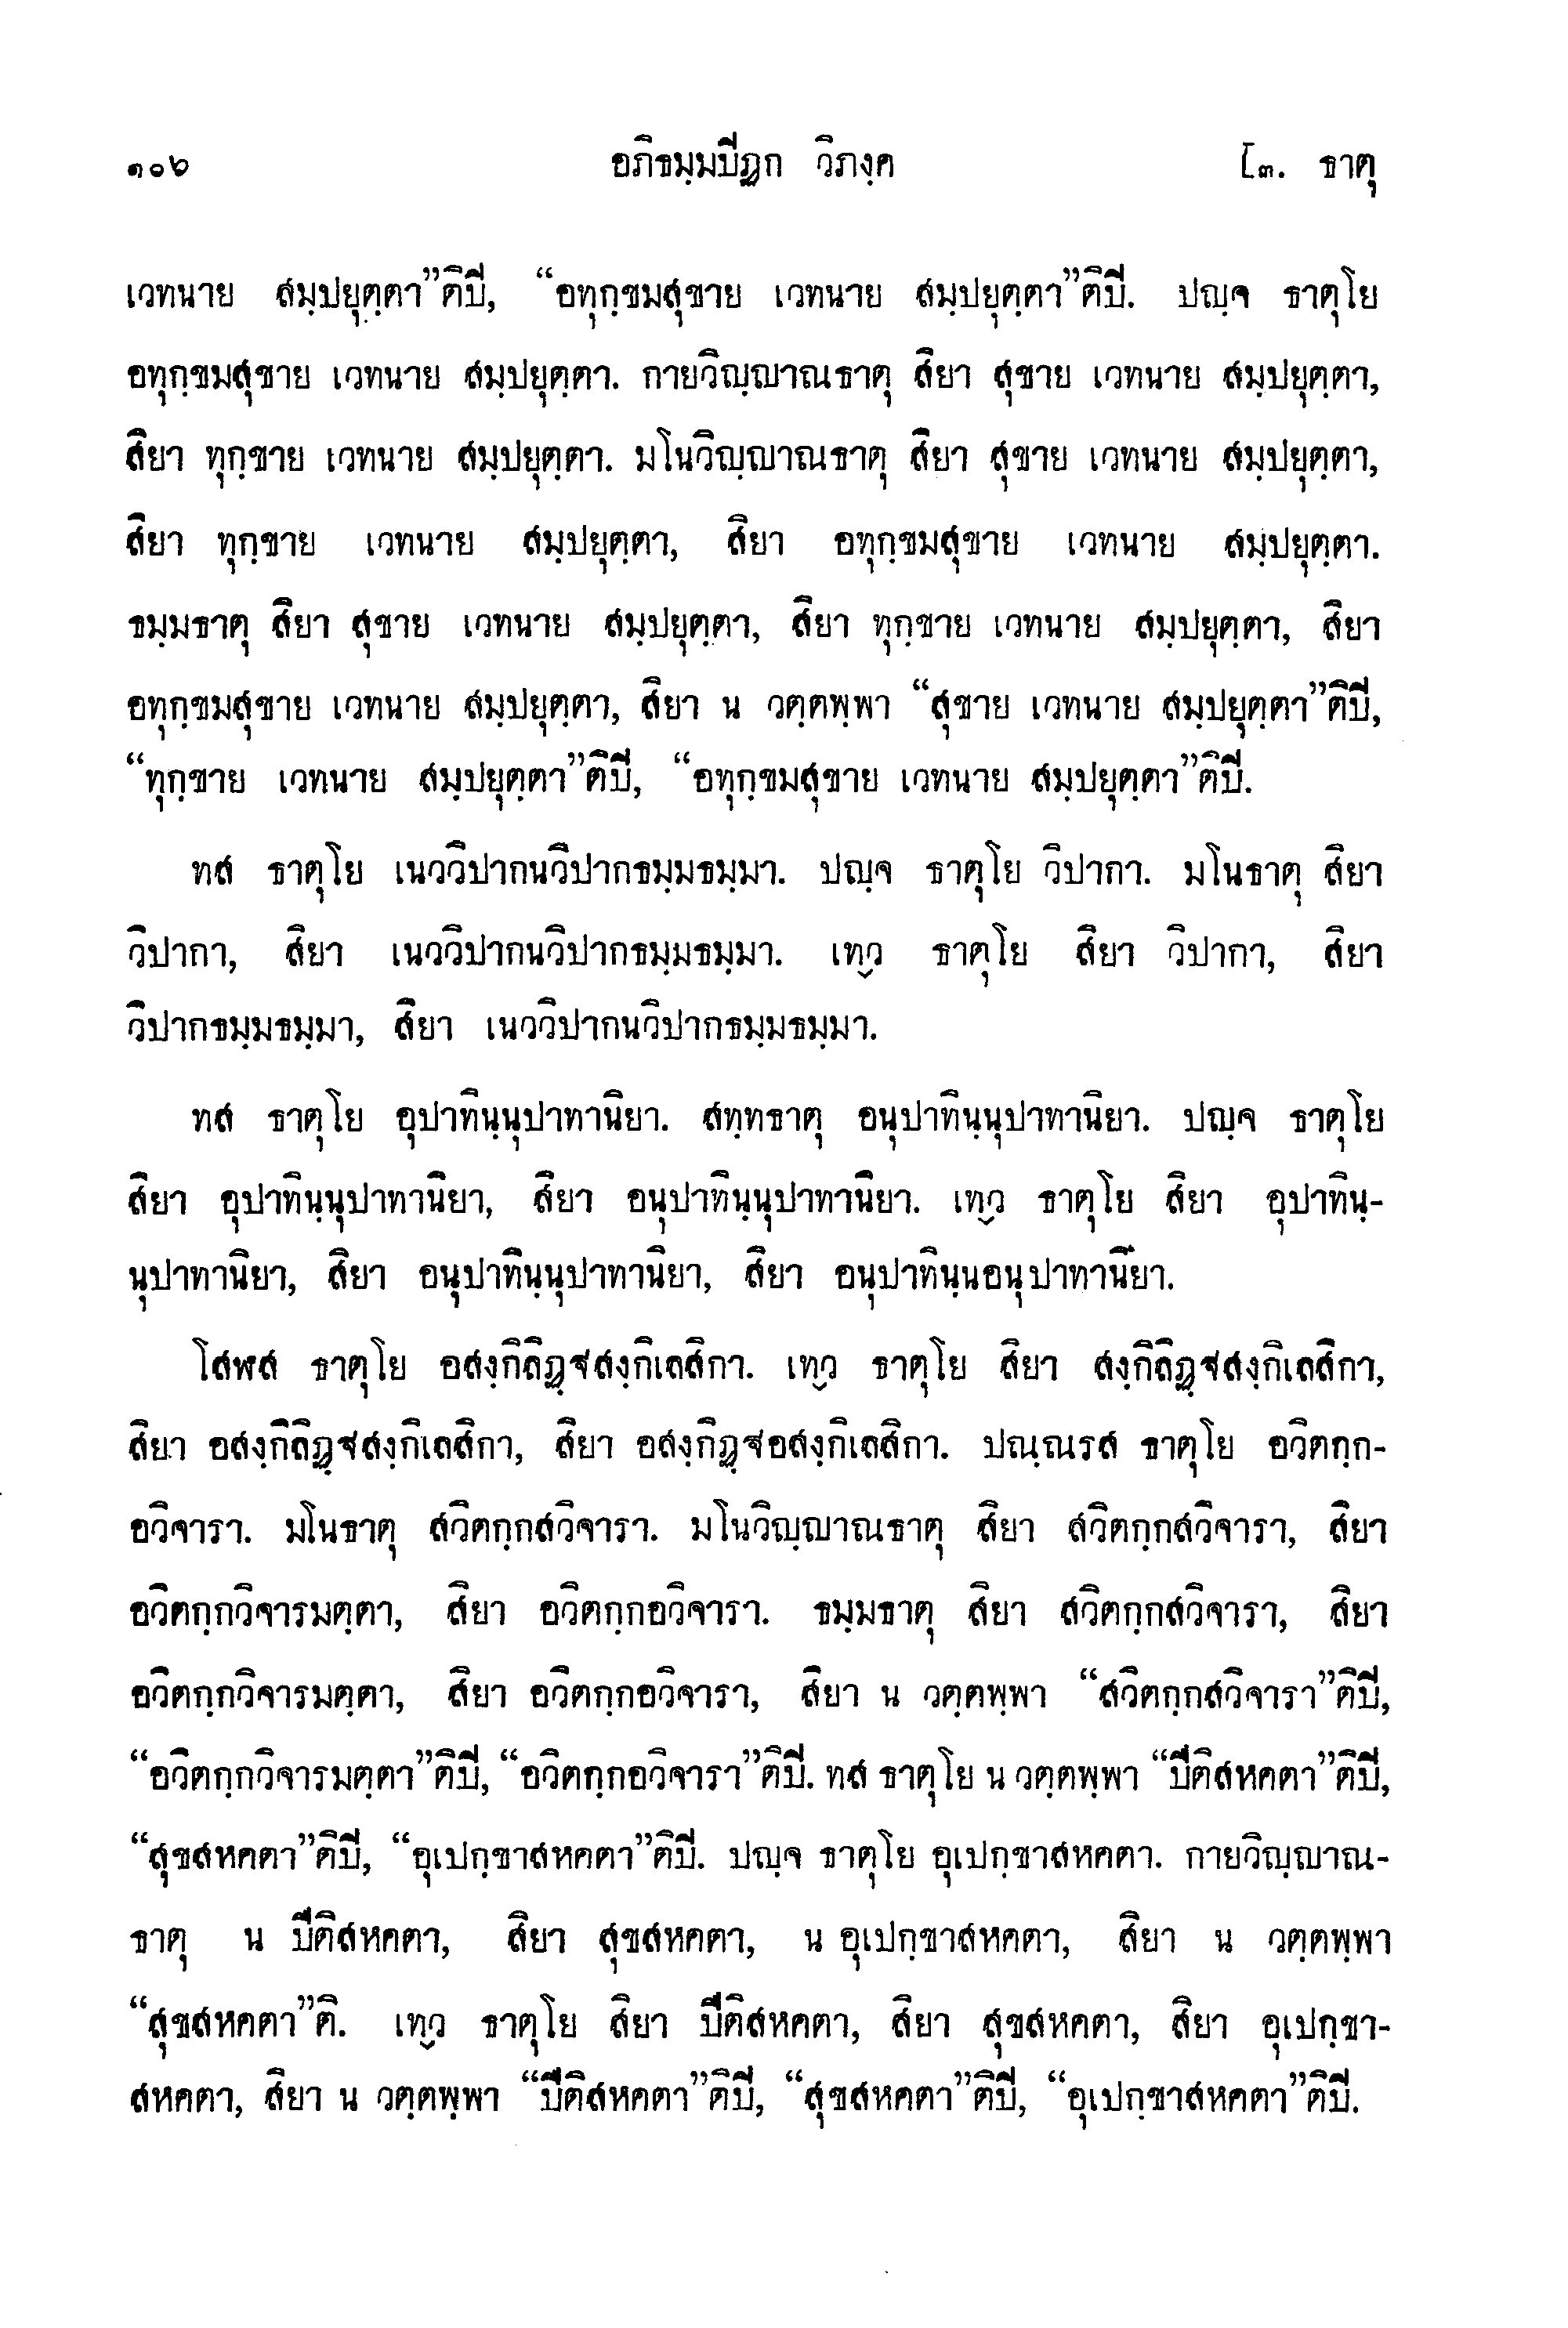 ๑๐๖ อภิธมฺมปิฏก วิภงฺค [๓. ธาตุ
เวทนาย สมฺปยุตฺตา”ติปิ, “อทุกฺขมสุขาย เวทนาย สมฺปยุตฺตา”ติปิ. ปญฺจ ธาตุโย
อทุกฺขมสุขาย เวทนาย สมฺปยุตฺตา. กายวิญฺญาณธาตุ สิยา สุขาย เวทนาย สมฺปยุตฺตา,
สิยา ทุกฺขาย เวทนาย สมฺปยุตฺตา. มโนวิญฺญาณธาตุ สิยา สุขาย เวทนาย สมฺปยุตฺตา,
สิยา ทุกฺขาย เวทนาย สมฺปยุตฺตา, สิยา อทุกฺขมสุขาย เวทนาย สมฺปยุตฺตา.
ธมฺมธาตุ สิยา สุขาย เวทนาย สมฺปยุตฺตา, สิยา ทุกฺขาย เวทนาย สมฺปยุตฺตา, สิยา
อทุกฺขมสุขาย เวทนาย สมฺปยุตฺตา, สิยา น วตฺตพฺพา “สุขาย เวทนาย สมฺปยุตฺตา”ติปิ,
“ทุกฺขาย เวทนาย สมฺปยุตฺตา”ติปิ, “อทุกฺขมสุขาย เวทนาย สมฺปยุตฺตา”ติปิ.
ทส ธาตุโย เนววิปากนวิปากธมฺมธมฺมา. ปญฺจ ธาตุโย วิปากา. มโนธาตุ สิยา
วิปากา, สิยา เนววิปากนวิปากธมฺมธมฺมา. เทฺว ธาตุโย สิยา วิปากา, สิยา
วิปากธมฺมธมฺมา, สิยา เนววิปากนวิปากธมฺมธมฺมา.
ทส ธาตุโย อุปาทินฺนุปาทานิยา. สทฺทธาตุ อนุปาทินฺนุปาทานิยา. ปญฺจ ธาตุโย
สิยา อุปาทินฺนุปาทานิยา, สิยา อนุปาทินฺนุปาทานิยา. เทฺว ธาตุโย สิยา อุปาทินฺ-
นุปาทานิยา, สิยา อนุปาทินฺนุปาทานิยา, สิยา อนุปาทินฺนอนุปาทานิยา.
โสฬส ธาตุโย อสงฺกิลิฏฺฐสงฺกิเลสิกา. เทฺว ธาตุโย สิยา สงฺกิลิฏฺฐสงฺกิเลสิกา,
สิยา อสงฺกิลิฏฺฐสงฺกิเลสิกา, สิยา อสงฺกิฏฺฐอสงฺกิเลสิกา. ปณฺณรส ธาตุโย อวิตกฺก-
อวิจารา. มโนธาตุ สวิตกฺกสวิจารา. มโนวิญฺญาณธาตุ สิยา สวิตกฺกสวิจารา, สิยา
อวิตกฺกวิจารมตฺตา, สิยา อวิตกฺกอวิจารา. ธมฺมธาตุ สิยา สวิตกฺกสวิจารา, สิยา
อวิตกฺกวิจารมตฺตา, สิยา อวิตกฺกอวิจารา, สิยา น วตฺตพฺพา “สวิตกฺกสวิจารา”ติปิ,
“อวิตกฺกวิจารมตฺตา”ติปิ, “อวิตกฺกอวิจารา”ติปิ. ทส ธาตุโย น วตฺตพฺพา “ปีติสหคตา”ติปิ,
“สุขสหคตา”ติปิ, “อุเปกฺขาสหคตา”ติปิ. ปญฺจ ธาตุโย อุเปกฺขาสหคตา. กายวิญฺญาณ-
ธาตุ น ปีติสหคตา, สิยา สุขสหคตา, น อุเปกฺขาสหคตา, สิยา น วตฺตพฺพา
“สุขสหคตา”ติ. เทฺว ธาตุโย สิยา ปีติสหคตา, สิยา สุขสหคตา, สิยา อุเปกฺขา-
สหคตา, สิยา น วตฺตพฺพา “ปีติสหคตา”ติปิ, “สุขสหคตา”ติปิ, “อุเปกฺขาสหคตา”ติปิ.